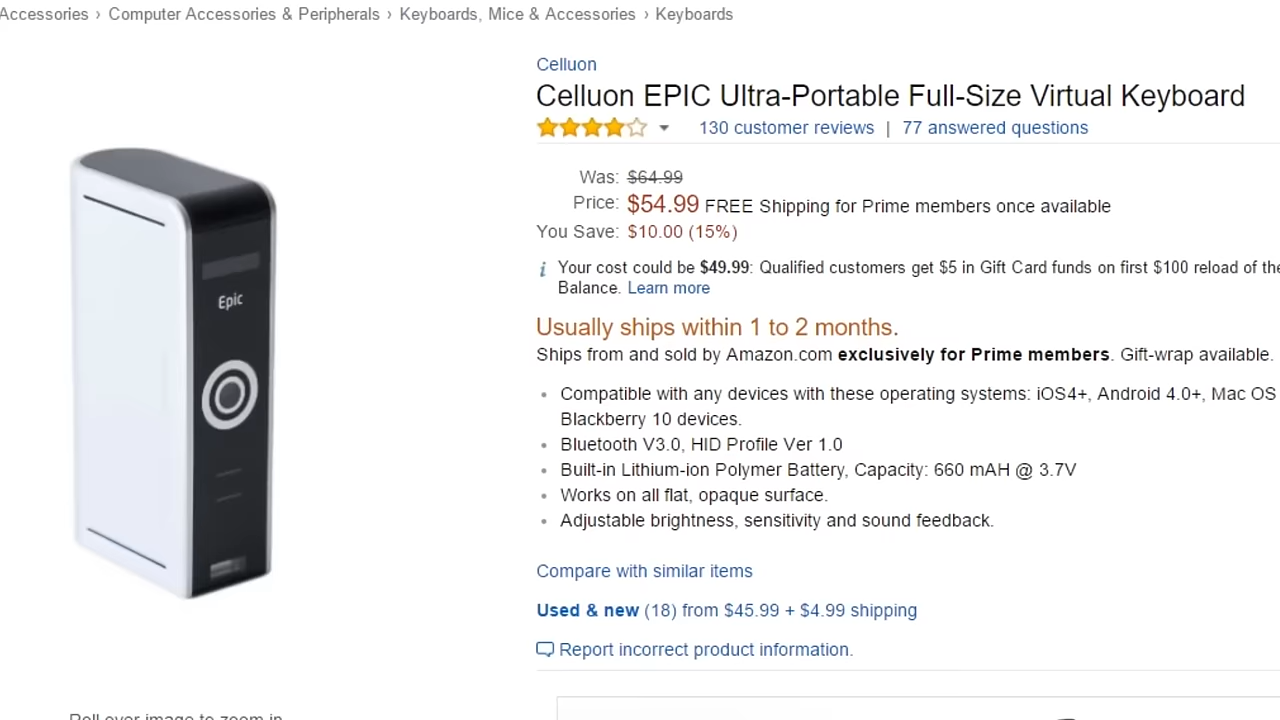 Accessories › Computer Accessories & Peripherals › Keyboards, Mice & Accessories › Keyboards
Celluon
Celluon EPIC Ultra-Portable Full-Size Virtual Keyboard
130 customer reviews | 77 answered questions
Was: $64.99
Price: $54.99 FREE Shipping for Prime members once available
You Save: $10.00 (15%)
Your cost could be $49.99: Qualified customers get $5 in Gift Card funds on first $100 reload of the
Balance. Learn more
Usually ships within 1 to 2 months.
Ships from and sold by Amazon.com exclusively for Prime members. Gift-wrap available.
• Compatible with any devices with these operating systems: iOS4+, Android 4.0+, Mac OS
Blackberry 10 devices.
• Bluetooth V3.0, HID Profile Ver 1.0
• Built-in Lithium-ion Polymer Battery, Capacity: 660 mAH @ 3.7V
• Works on all flat, opaque surface.
• Adjustable brightness, sensitivity and sound feedback.
Compare with similar items
Used & new (18) from $45.99 + $4.99 shipping
Report incorrect product information.
Epic
Roll over image to zoom in